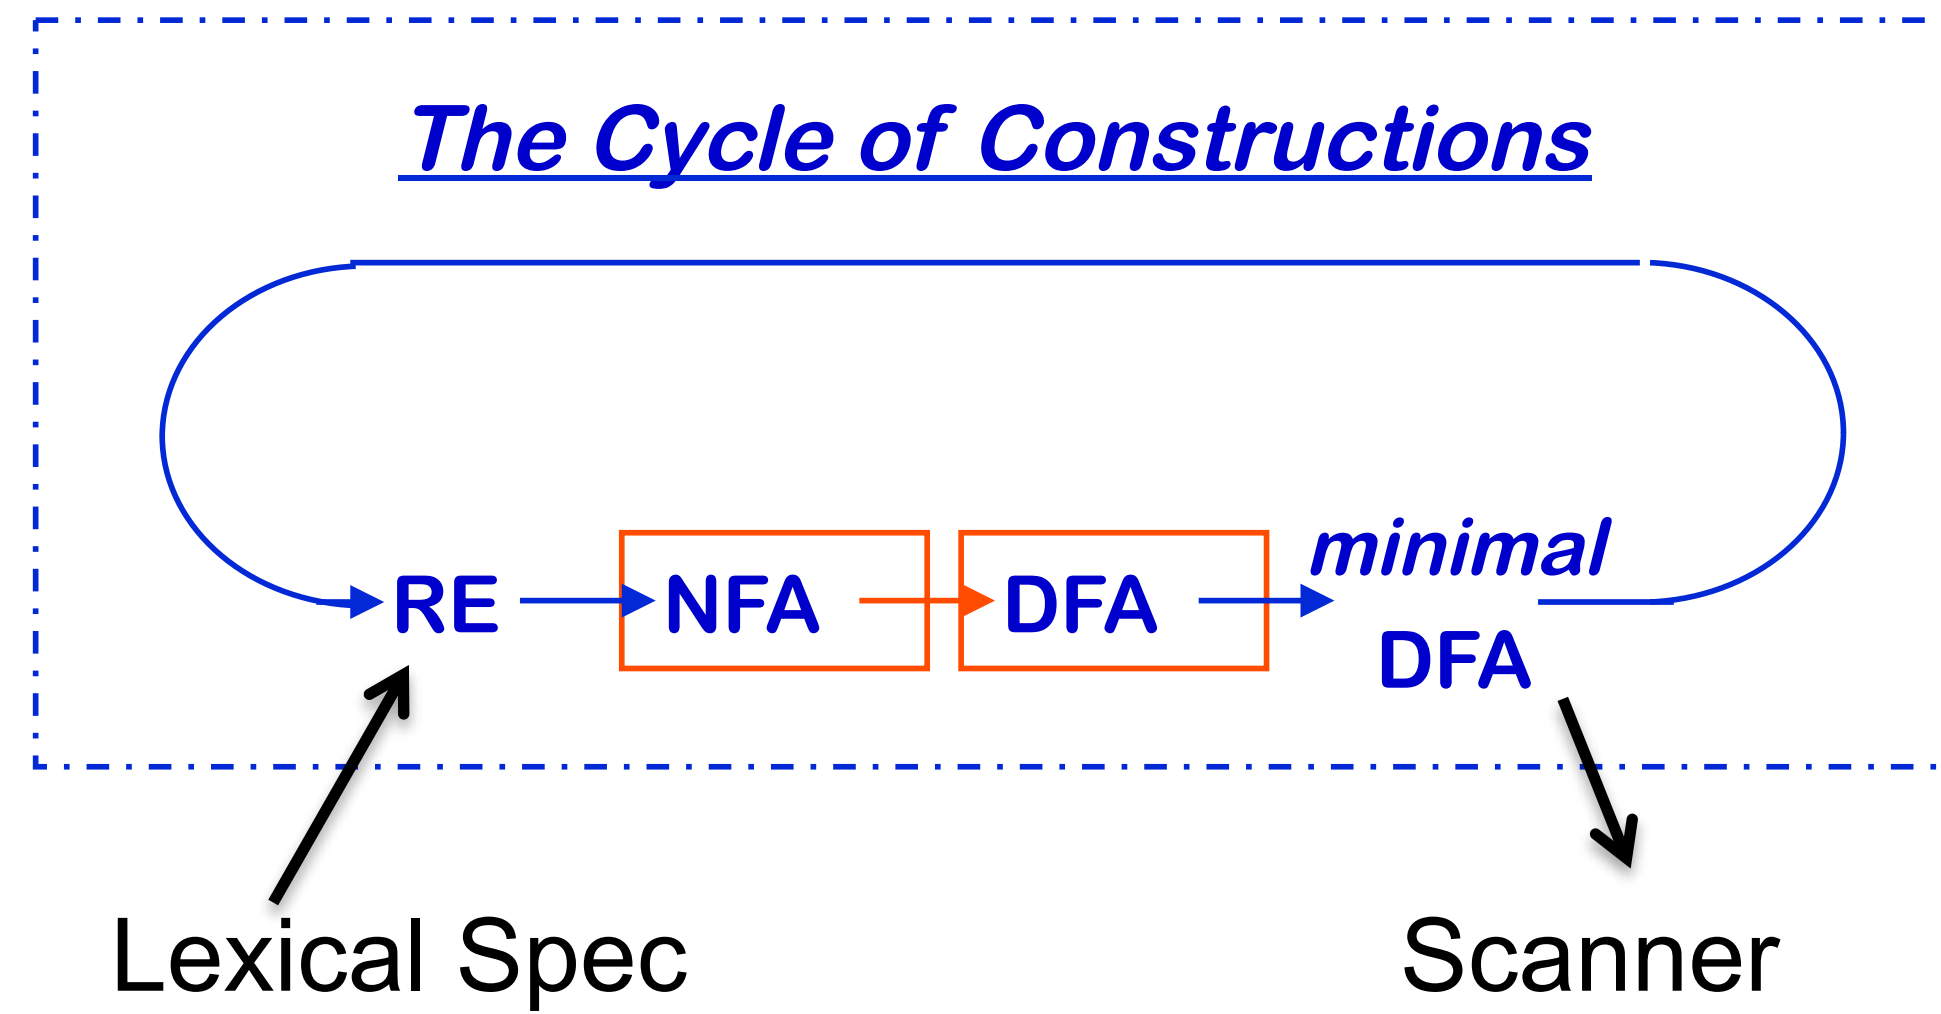 The Cycle of Constructions
minimal
RE NFA DFA
DFA
Lexical Spec Scanner